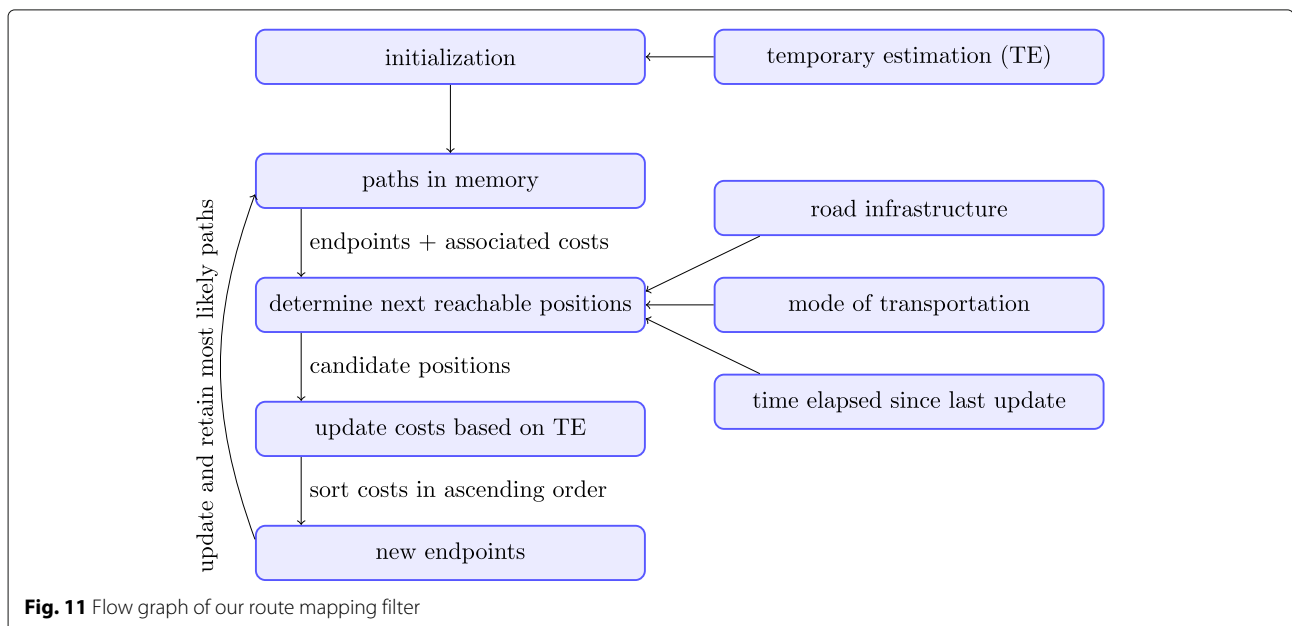 initialization
temporary estimation (TE)
paths in memory
road infrastructure
endpoints + associated costs
determine next reachable positions
mode of transportation
candidate positions
time elapsed since last update
update costs based on TE
sort costs in ascending order
new endpoints
update and retain most likely paths
Fig. 11 Flow graph of our route mapping filter